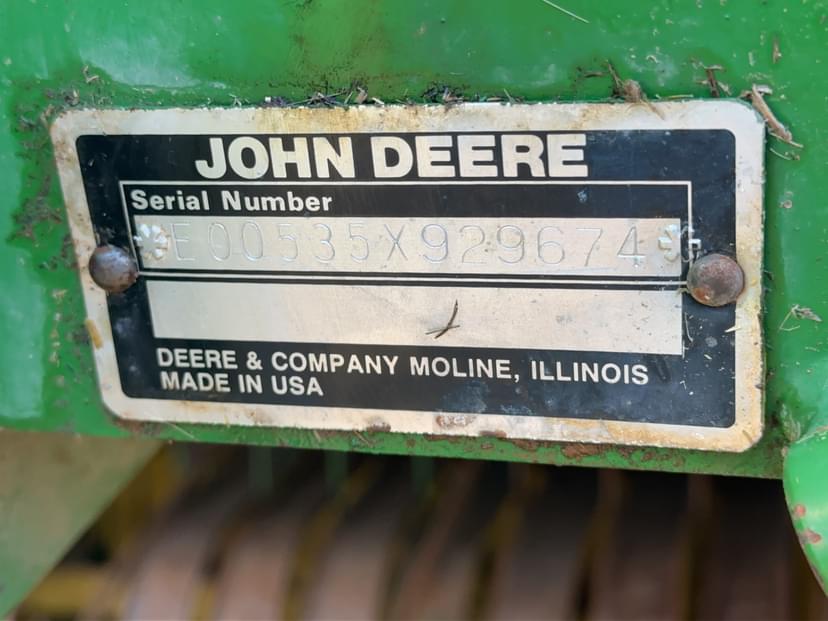 JOHN DEERE
Serial Number
E00535X929674
DEERE & COMPANY MOLINE, ILLINOIS
MADE IN USA